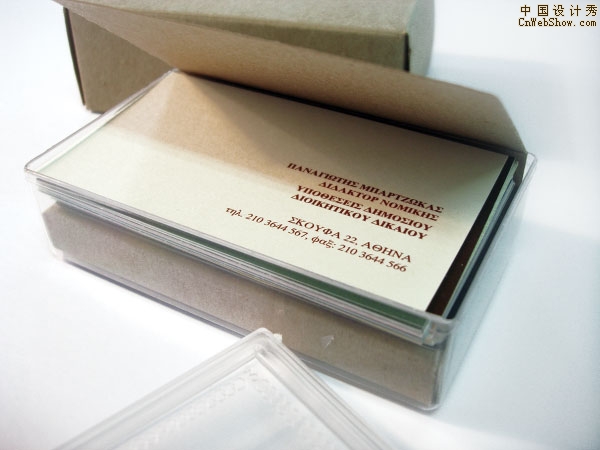 中国设计秀
CnWebShow.com
ΠΑΝΑΓΙΩΤΗΣ ΜΠΑΡΤΖΩΚΑΣ
ΔΙΔΑΚΤΩΡ ΝΟΜΙΚΗΣ
ΥΠΟΘΕΣΕΙΣ ΔΗΜΟΣΙΟΥ
ΔΙΟΙΚΗΤΙΚΟΥ ΔΙΚΑΙΟΥ
ΣΚΟΥΦΑ 22, ΑΘΗΝΑ
τηλ. 210 3644 567, φαξ: 210 3644 566